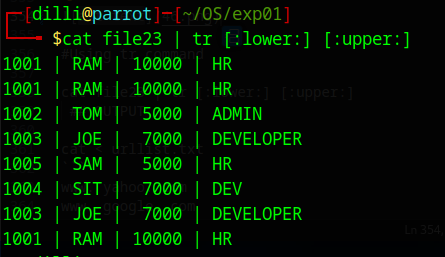 [dilli@parrot]─[~/OS/exp01]
$cat file23 | tr [:lower:] [:upper:]
1001 | RAM | 10000 | HR
1001 | RAM | 10000 | HR
1002 | TOM |  5000 | ADMIN
1003 | JOE |  7000 | DEVELOPER
1005 | SAM |  5000 | HR
1004 | SIT |  7000 | DEV
1003 | JOE |  7000 | DEVELOPER
1001 | RAM | 10000 | HR